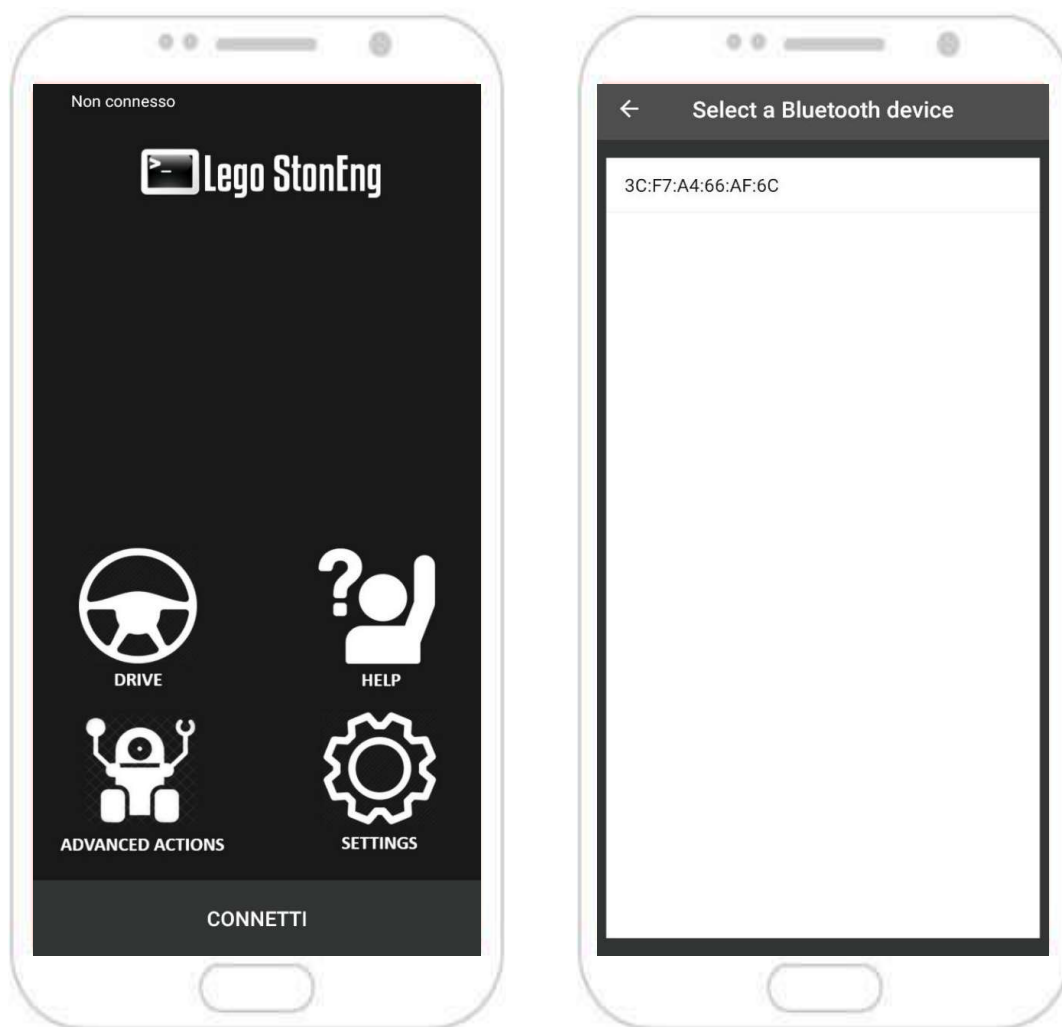 Non connesso
>_ Lego StonEng
DRIVE
HELP
ADVANCED ACTIONS
SETTINGS
CONNETTI
← Select a Bluetooth device
3C:F7:A4:66:AF:6C